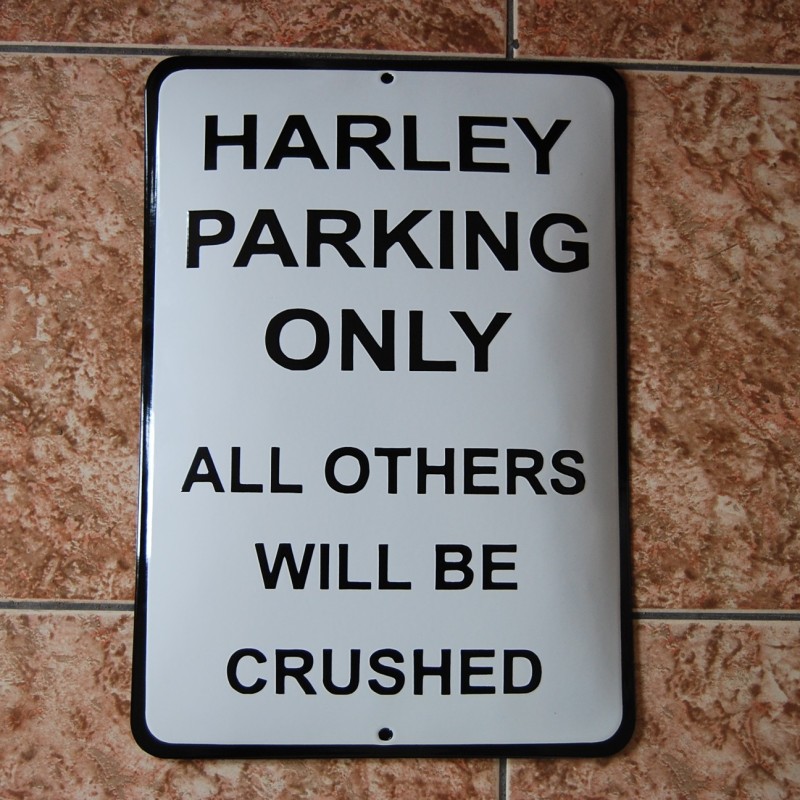 HARLEY
PARKING
ONLY
ALL OTHERS
WILL BE
CRUSHED